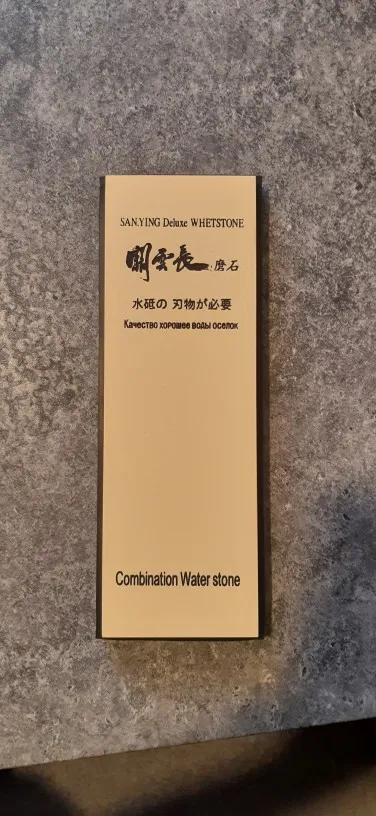 SAN.YING Deluxe WHETSTONE
關雲長 磨石
水砥の 刃物が必要
Качество хорошее воды оселок
Combination Water stone